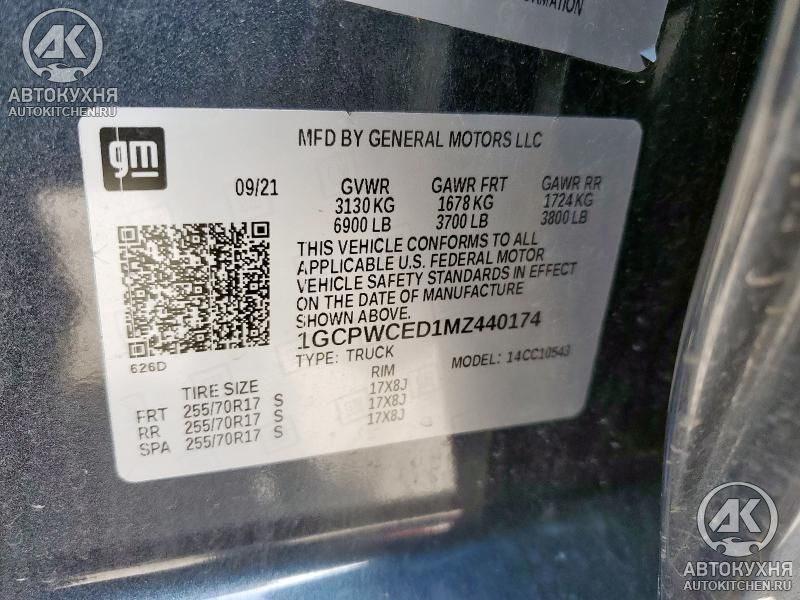 ORMATION
AK
АВТОКУХНЯ
AUTOKITCHEN.RU
gm
MFD BY GENERAL MOTORS LLC
09/21 GVWR GAWR FRT GAWR RR
3130 KG 1678 KG 1724 KG
6900 LB 3700 LB 3800 LB
THIS VEHICLE CONFORMS TO ALL
APPLICABLE U.S. FEDERAL MOTOR
VEHICLE SAFETY STANDARDS IN EFFECT
ON THE DATE OF MANUFACTURE
SHOWN ABOVE.
1GCPWCED1MZ440174
626D TYPE: TRUCK MODEL: 14CC10543
TIRE SIZE RIM
FRT 255/70R17 S 17X8J
RR 255/70R17 S 17X8J
SPA 255/70R17 S 17X8J
AK
АВТОКУХНЯ
AUTOKITCHEN.RU